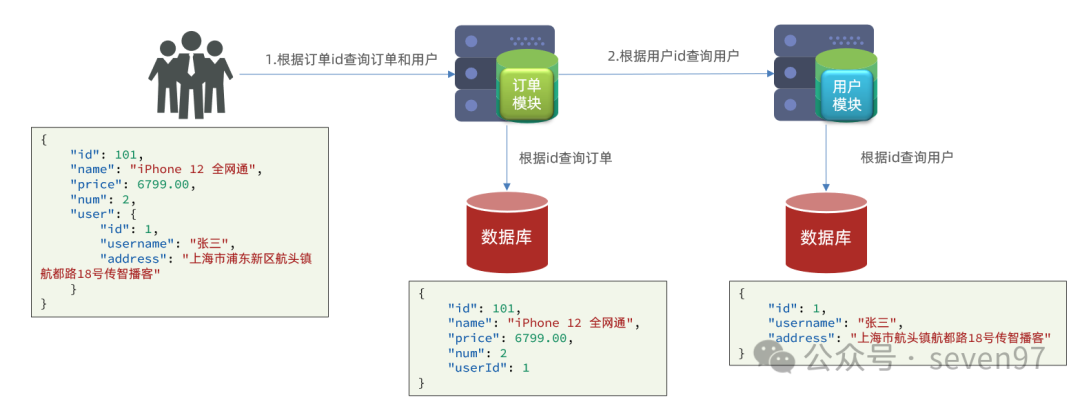 1.根据订单id查询订单和用户
2.根据用户id查询用户
订单
模块
用户
模块
根据id查询订单
根据id查询用户
数据库
数据库
{
"id": 101,
"name": "iPhone 12 全网通",
"price": 6799.00,
"num": 2,
"user": {
"id": 1,
"username": "张三",
"address": "上海市浦东新区航头镇
航都路18号传智播客"
}
}
{
"id": 101,
"name": "iPhone 12 全网通",
"price": 6799.00,
"num": 2
"userId": 1
}
{
"id": 1,
"username": "张三",
"address": "上海市航头镇航都路18号传智播客"
}
公众号 · seven97